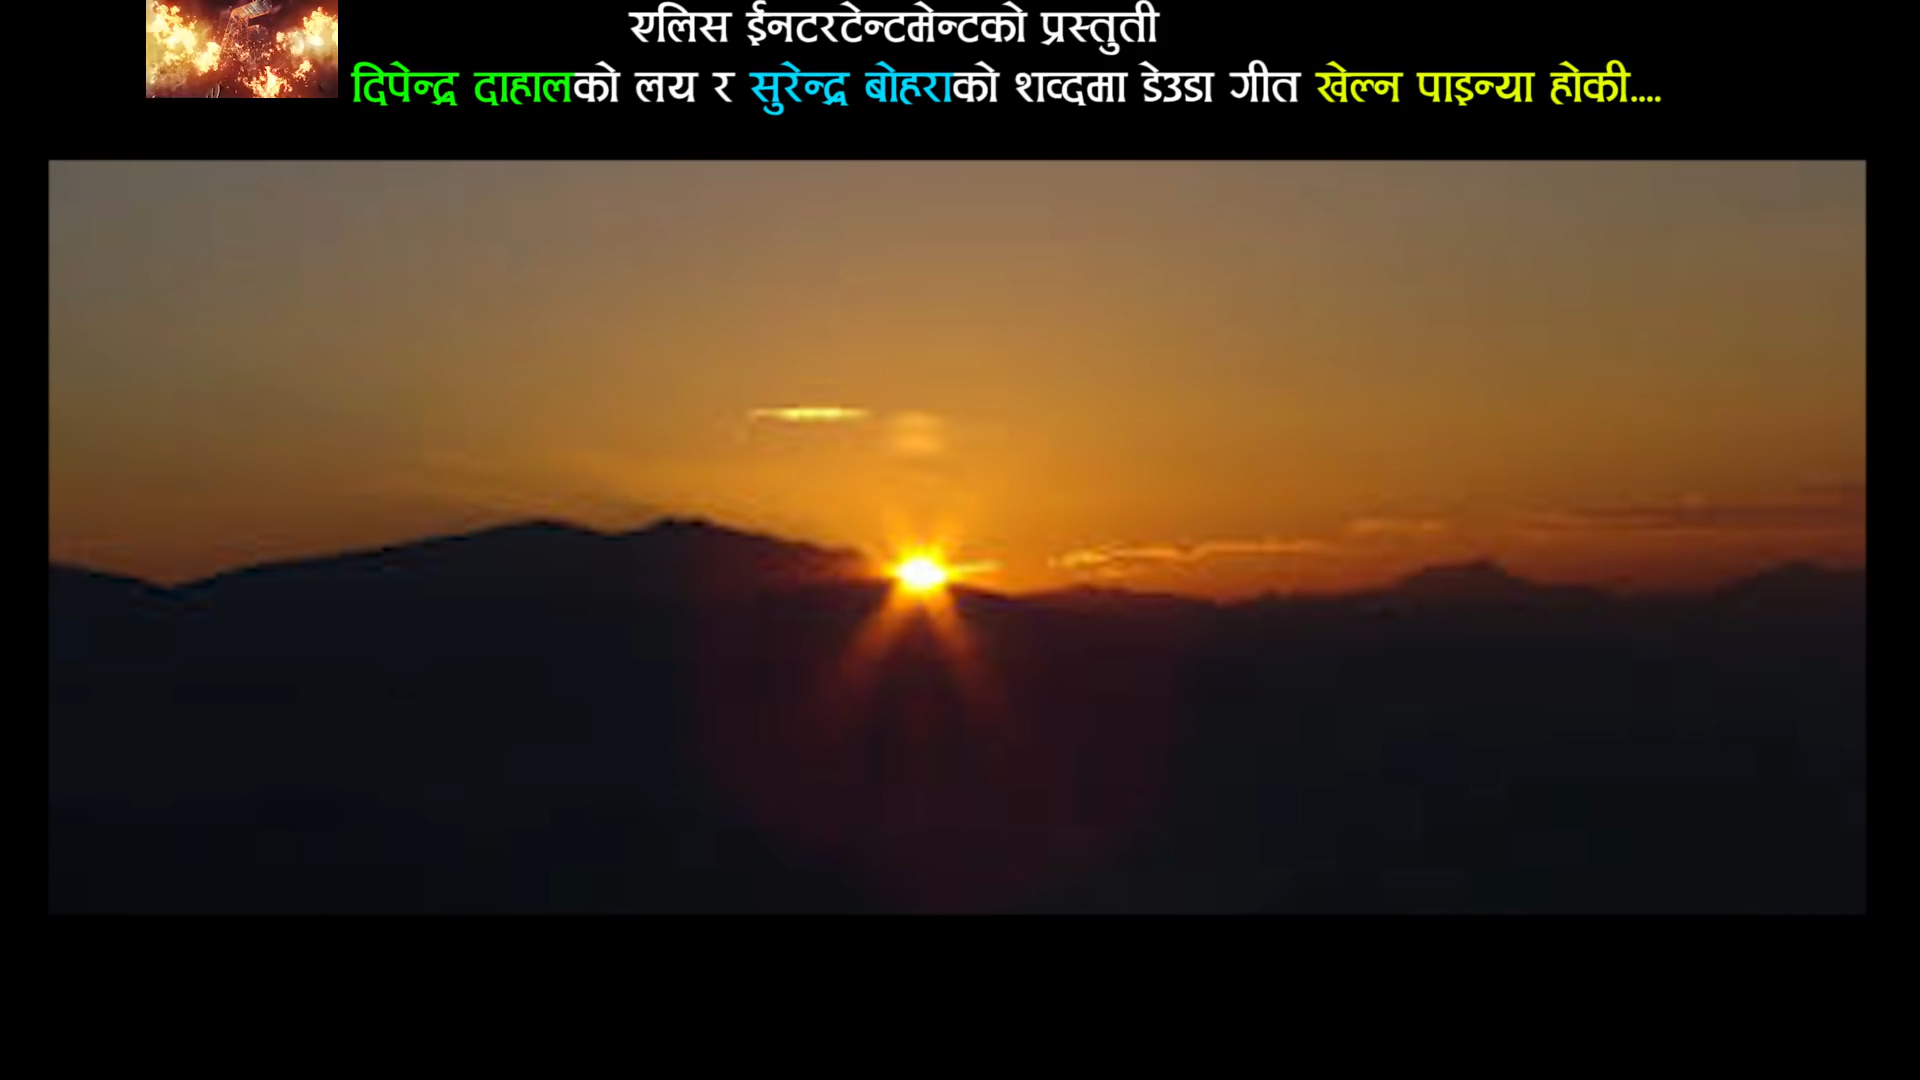 एलिस ईनटरटेन्टमेन्टको प्रस्तुती
दिपेन्द्र दाहालको लय र सुरेन्द्र बोहराको शव्दमा डेउडा गीत खेल्न पाइन्या होकी....